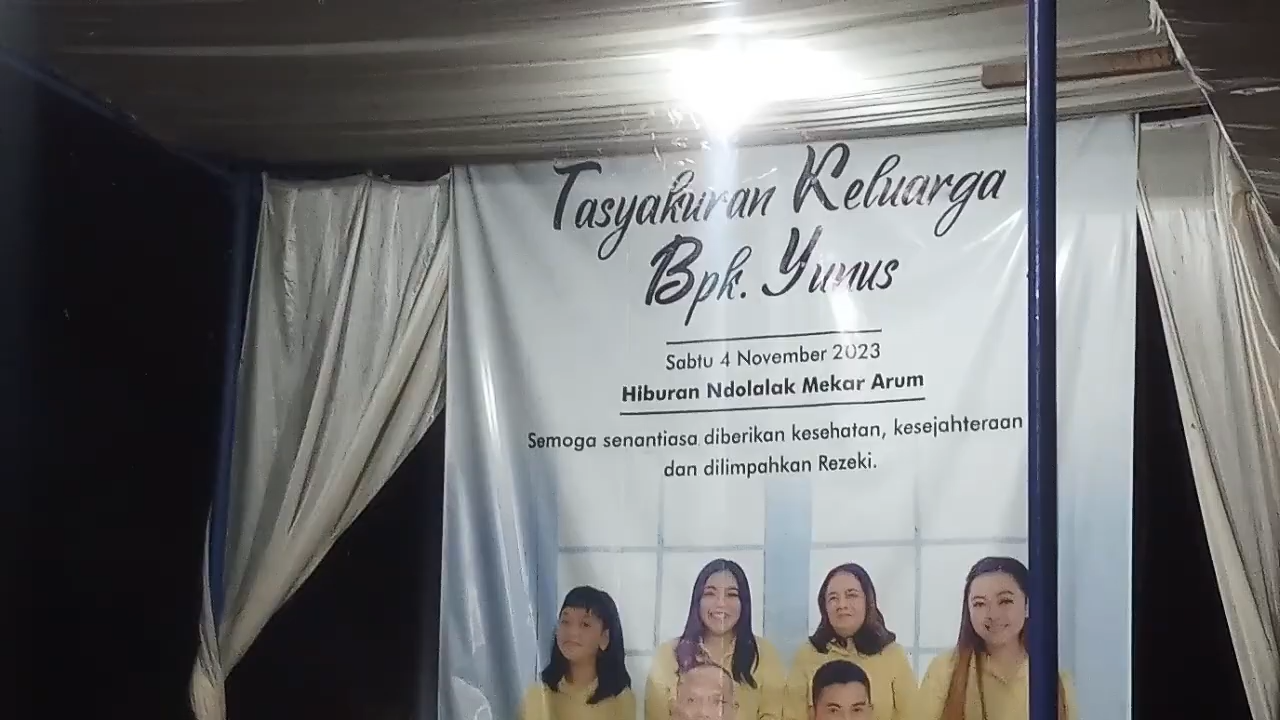 Tasyakuran Keluarga
Bpk. Yunus
Sabtu 4 November 2023
Hiburan Ndolalak Mekar Arum
Semoga senantiasa diberikan kesehatan, kesejahteraan
dan dilimpahkan Rezeki.